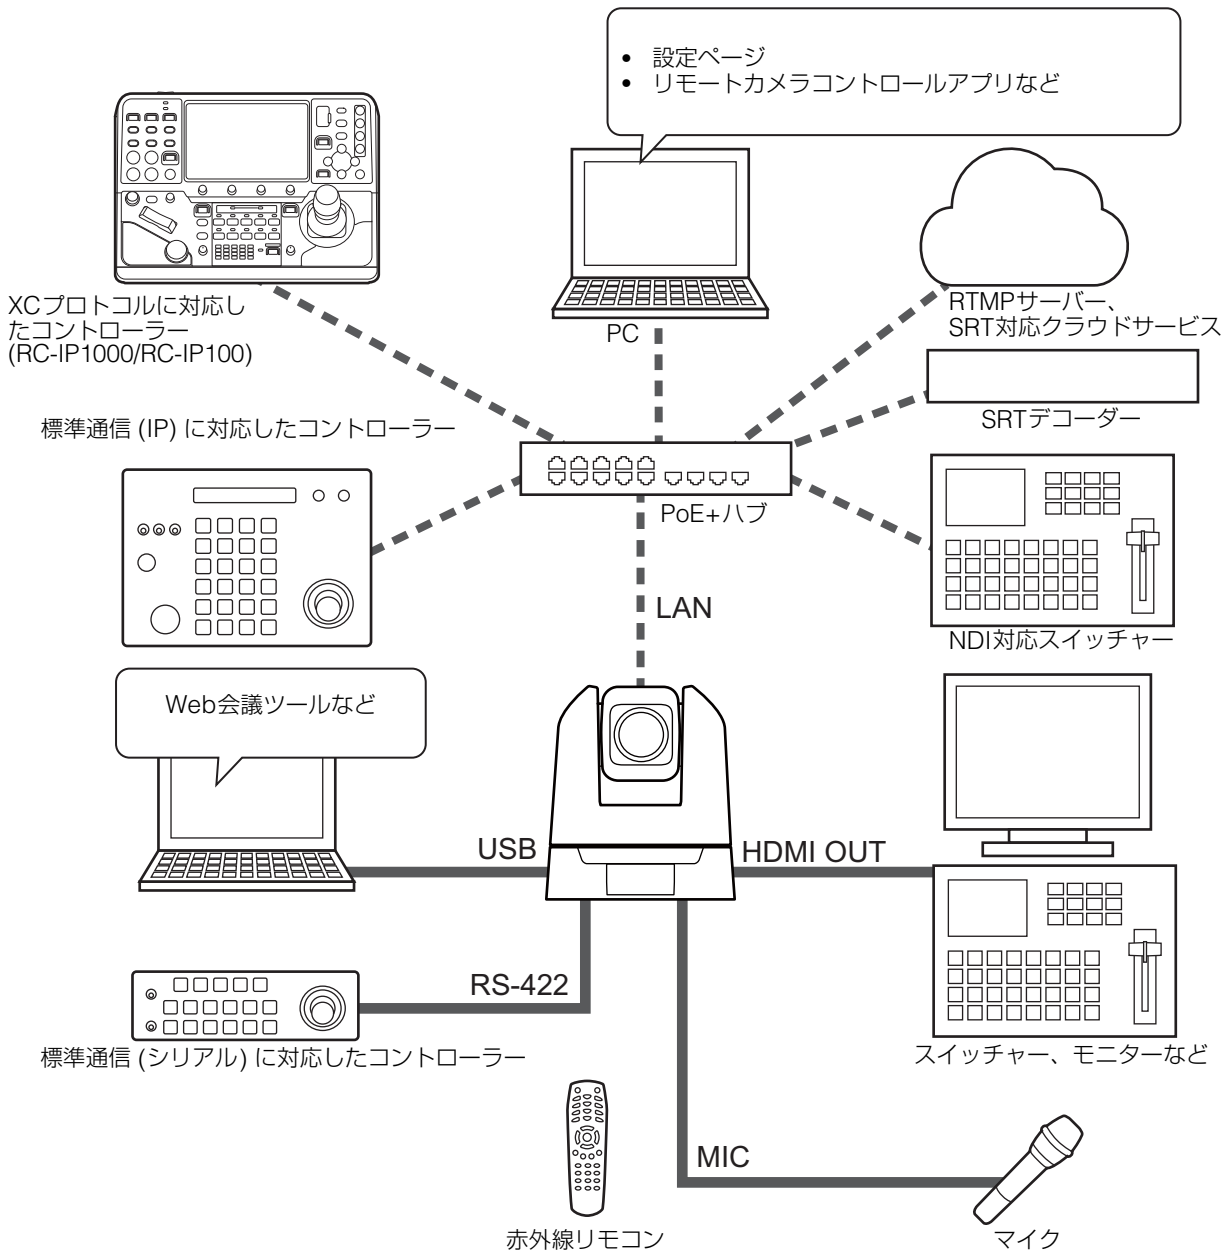 • 設定ページ
• リモートカメラコントロールアプリなど
XCプロトコルに対応し
たコントローラー
(RC-IP1000/RC-IP100)
PC
RTMPサーバー、
SRT対応クラウドサービス
SRTデコーダー
標準通信 (IP) に対応したコントローラー
PoE+ハブ
LAN
NDI対応スイッチャー
Web会議ツールなど
USB
HDMI OUT
RS-422
標準通信 (シリアル) に対応したコントローラー
スイッチャー、モニターなど
MIC
赤外線リモコン
マイク